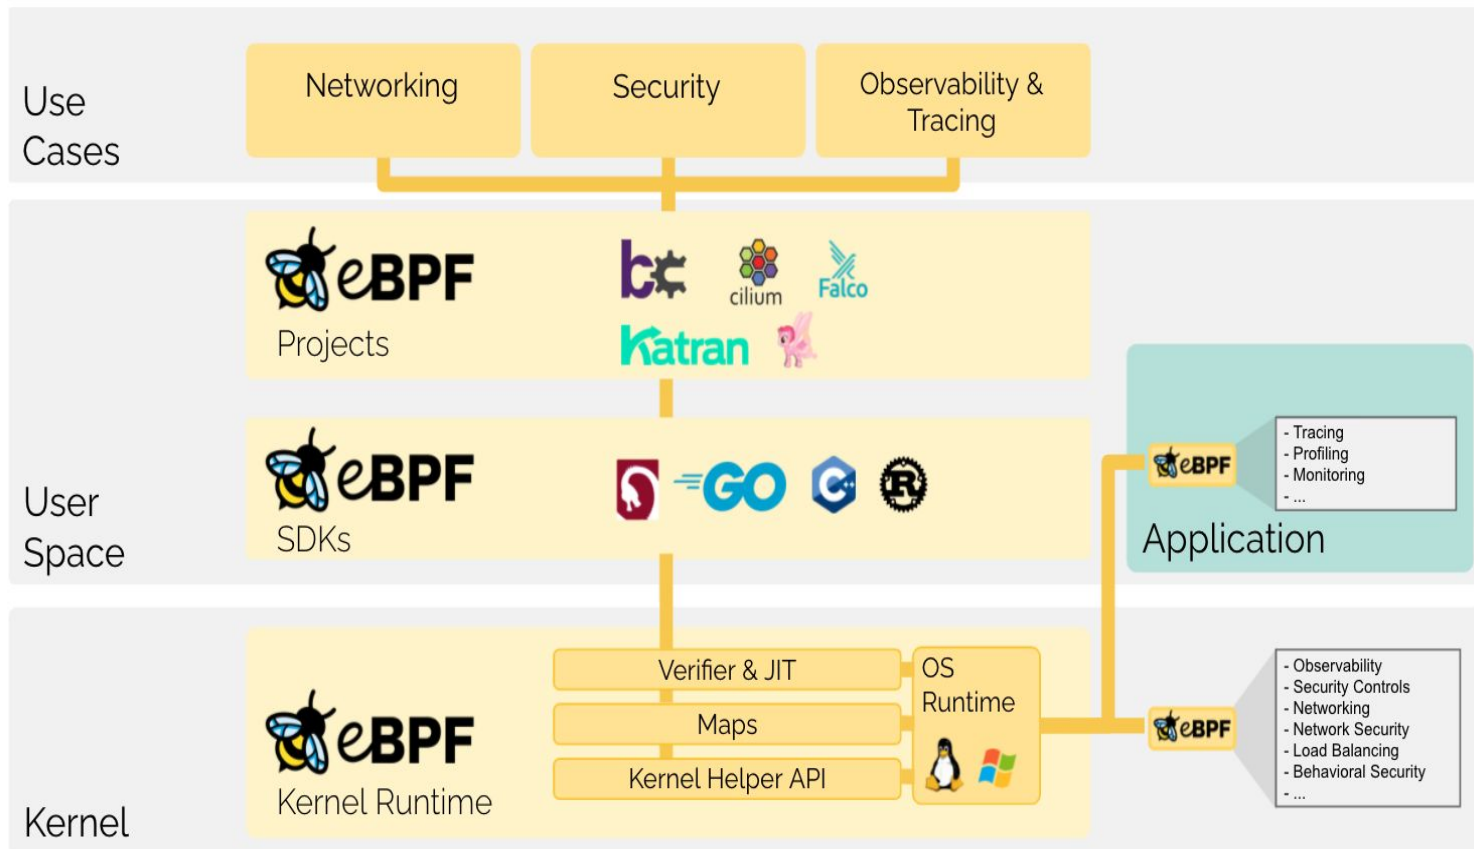 Use
Cases
Networking
Security
Observability &
Tracing
User
Space
eBPF
Projects
bc
cilium
Falco
Katran
eBPF
SDKs
GO
C++
R
eBPF
- Tracing
- Profiling
- Monitoring
- ...
Application
Kernel
eBPF
Kernel Runtime
Verifier & JIT
Maps
Kernel Helper API
OS
Runtime
eBPF
- Observability
- Security Controls
- Networking
- Network Security
- Load Balancing
- Behavioral Security
- ...